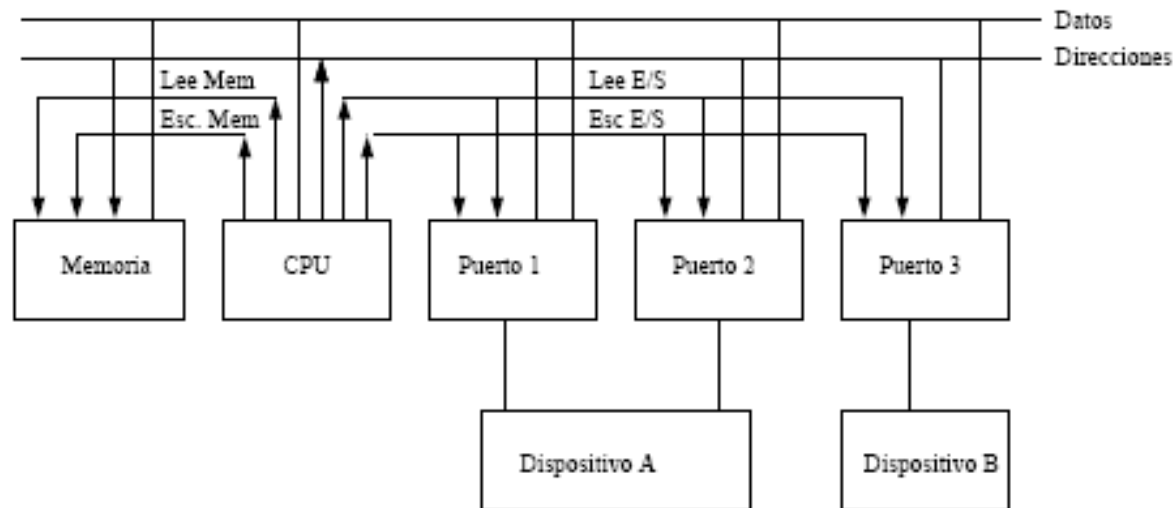 Datos
Direcciones
Lee Mem
Lee E/S
Esc. Mem
Esc E/S
Memoria
CPU
Puerto 1
Puerto 2
Puerto 3
Dispositivo A
Dispositivo B